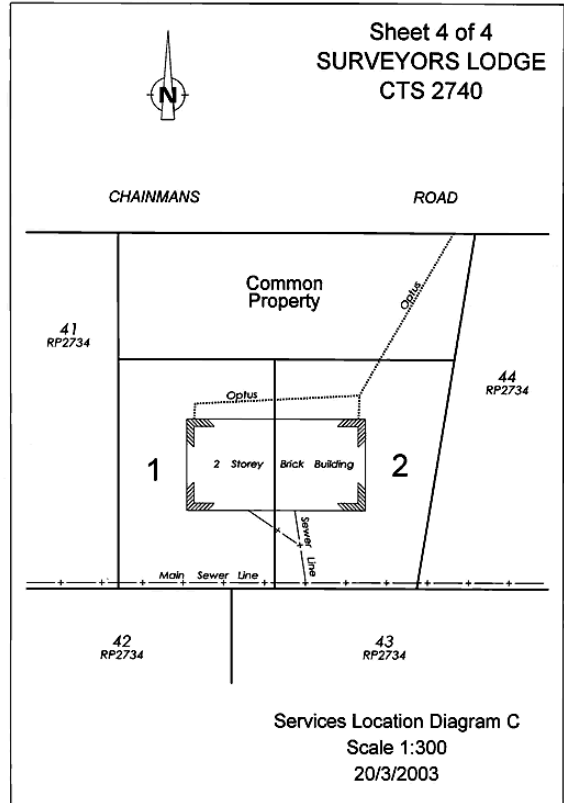 Sheet 4 of 4
SURVEYORS LODGE
CTS 2740
N
CHAINMANS ROAD
Common
Property
Optus
41
RP2734
44
RP2734
Optus
1
2 Storey Brick Building
2
Sewer Line
Main Sewer Line
42
RP2734
43
RP2734
Services Location Diagram C
Scale 1:300
20/3/2003